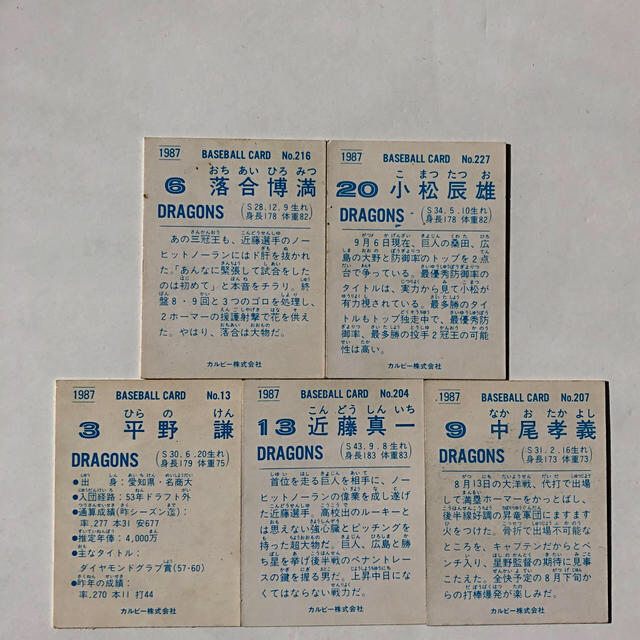 1987 BASEBALL CARD No.216
おち あい ひろ みつ
6 落合博満
DRAGONS
S28.12.9生れ
身長178 体重82
あの三冠王も、近藤選手のノー
ヒットノーランにはド肝を抜かれ
た。「あんなに緊張して試合をした
のは初めて」と本音をチラリ。終
盤8・9回と3つのゴロを処理し、
2ホーマーの援護射撃で花を供え
た。やはり、落合は大物だ。
カルビー株式会社
1987 BASEBALL CARD No.227
こ まつ たつ お
20 小松辰雄
DRAGONS
S34.5.10生れ
身長178 体重82
9月6日現在、巨人の桑田、広
島の大野と防御率のトップを2点
台で争っている。最優秀防御率の
タイトルは、実力から見て小松が
有力視されている。最多勝のタイ
トルもトップ独走中で、最優秀防
御率、最多勝の投手2冠王の可能
性は高い。
カルビー株式会社
1987 BASEBALL CARD No.13
ひら の けん
3 平野 謙
DRAGONS
S30.6.20生れ
身長179 体重75
●出 身：愛知県・名商大
●入団経路：53年ドラフト外
●通算成績(昨シーズン迄)：
率.277 本31 安677
●推定年俸：4,000万
●主なタイトル：
ダイヤモンドグラブ賞(57-60)
●昨年の成績：
率.270 本11 打44
カルビー株式会社
1987 BASEBALL CARD No.204
こん どう しん いち
13 近藤真一
DRAGONS
S43.9.8生れ
身長183 体重83
首位を走る巨人を相手に、ノー
ヒットノーランの偉業を成し遂げ
た近藤選手。高校出のルーキーと
は思えない強心臓とピッチングを
持った超大物だ。巨人、広島と勝
ち星を挙げ後半戦のペナントレー
スの鍵を握る男だ。上昇中日にな
くてはならない戦力だ。
カルビー株式会社
1987 BASEBALL CARD No.207
なか お たか よし
9 中尾孝義
DRAGONS
S31.2.16生れ
身長173 体重73
8月13日の大洋戦、代打で出場
して満塁ホーマーをかっとばし、
後半線好調の昇竜軍団にますます
火をつけた。骨折で出場不可能な
ところを、キャプテンだからとベ
ンチ入り、星野監督の期待に見事
こたえた。全快予定の8月下旬か
らの打棒爆発が楽しみだ。
カルビー株式会社